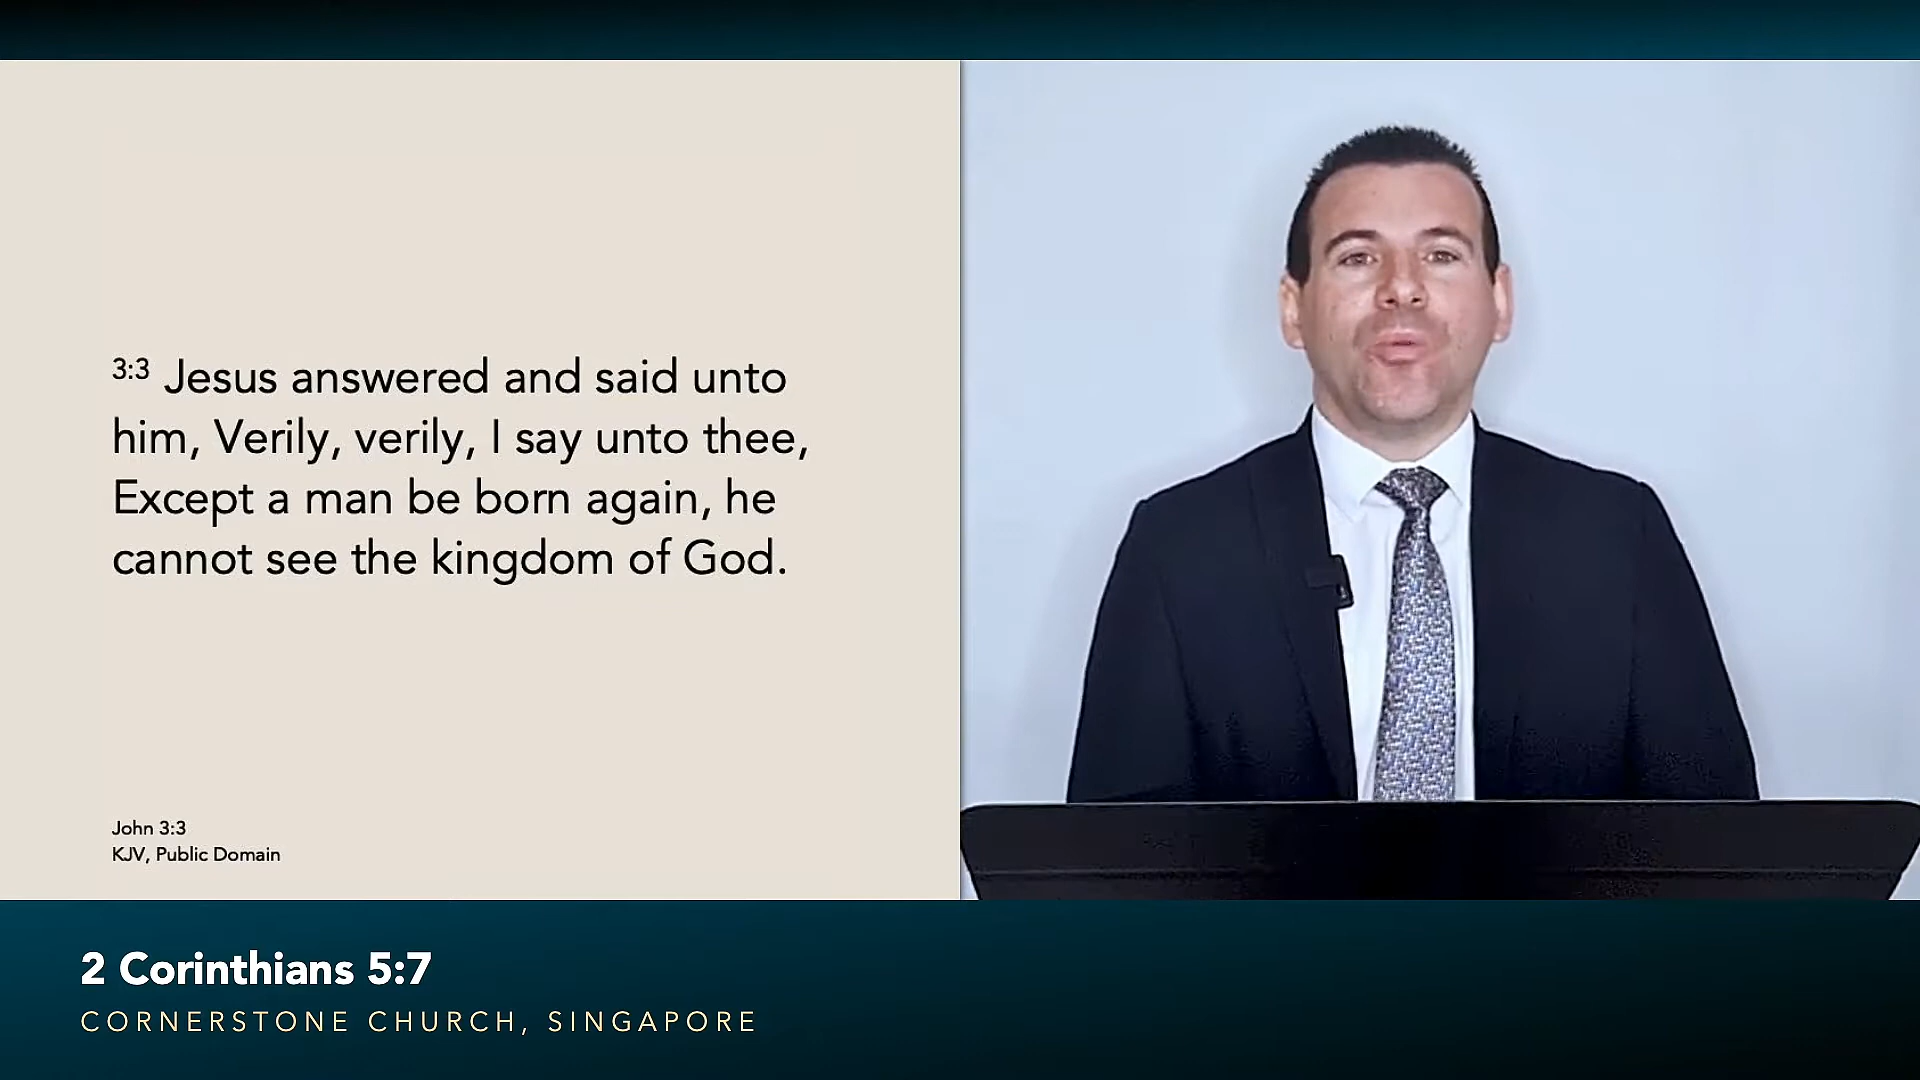 3:3 Jesus answered and said unto
him, Verily, verily, I say unto thee,
Except a man be born again, he
cannot see the kingdom of God.
John 3:3
KJV, Public Domain
2 Corinthians 5:7
CORNERSTONE CHURCH, SINGAPORE